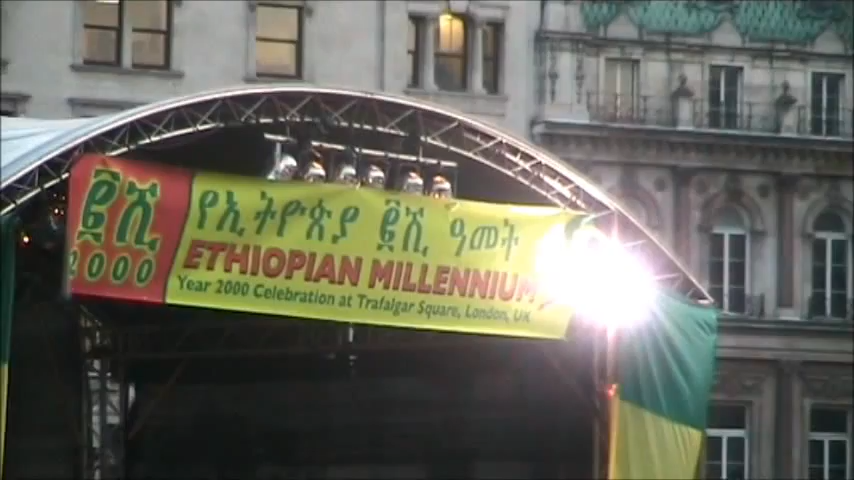 ፪ሺ
2000
የኢትዮጵያ ፪ሺ ዓመት
ETHIOPIAN MILLENNIUM
Year 2000 Celebration at Trafalgar Square, London, UK